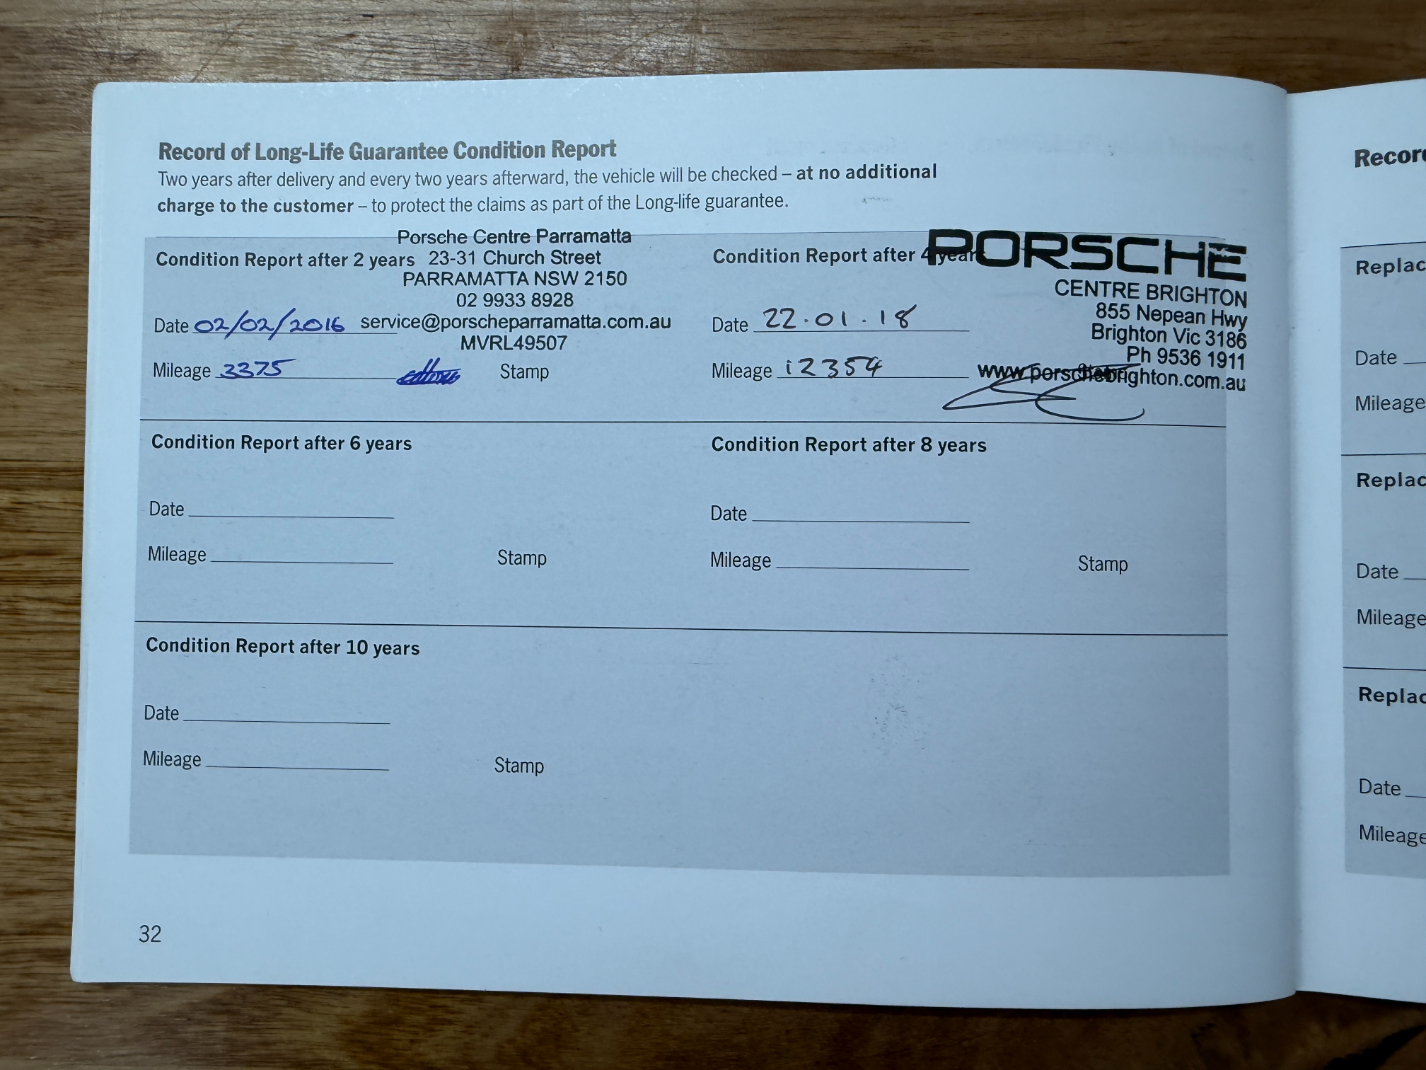 Record of Long-Life Guarantee Condition Report
Two years after delivery and every two years afterward, the vehicle will be checked – at no additional
charge to the customer – to protect the claims as part of the Long-life guarantee.
Condition Report after 2 years
Porsche Centre Parramatta
23-31 Church Street
PARRAMATTA NSW 2150
02 9933 8928
service@porscheparramatta.com.au
MVRL49507
Date 02/02/2016
Mileage 3375
Stamp
Condition Report after 4 years
PORSCHE
CENTRE BRIGHTON
855 Nepean Hwy
Brighton Vic 3186
Ph 9536 1911
www.porschebrighton.com.au
Date 22.01.18
Mileage 12354
Condition Report after 6 years
Date
Mileage
Stamp
Condition Report after 8 years
Date
Mileage
Stamp
Condition Report after 10 years
Date
Mileage
Stamp
32
Date
Mileage
Date
Mileage
Date
Mileage